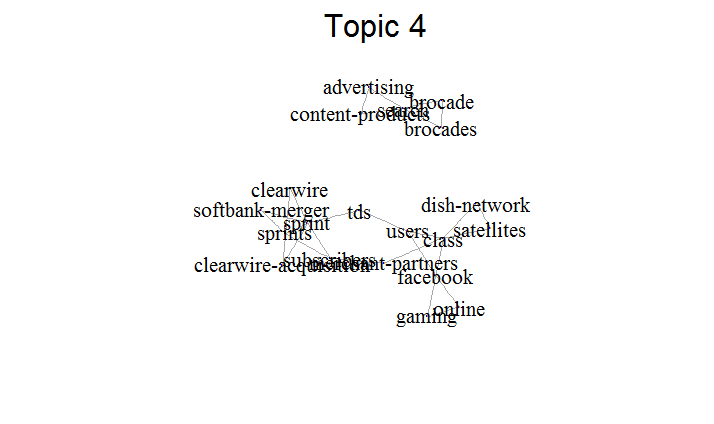 Topic 4
advertising
brocade
search
content-products
brocades
clearwire
dish-network
softbank-merger
tds
sprint
satellites
users
sprints
class
subscribers
merchant-partners
clearwire-acquisition
facebook
online
gaming